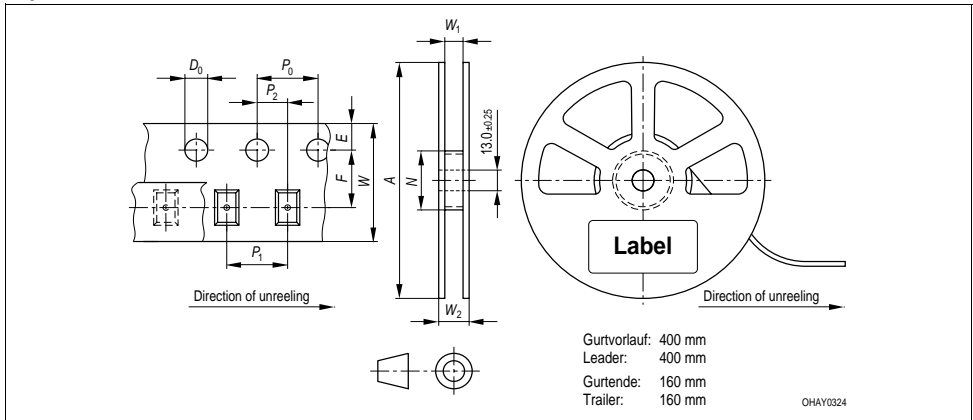 W1
D0
P0
P2
E
F
W
A
N
13.0±0.25
P1
Label
Direction of unreeling
W2
Direction of unreeling
Gurtvorlauf: 400 mm
Leader: 400 mm
Gurtende: 160 mm
Trailer: 160 mm
OHAY0324